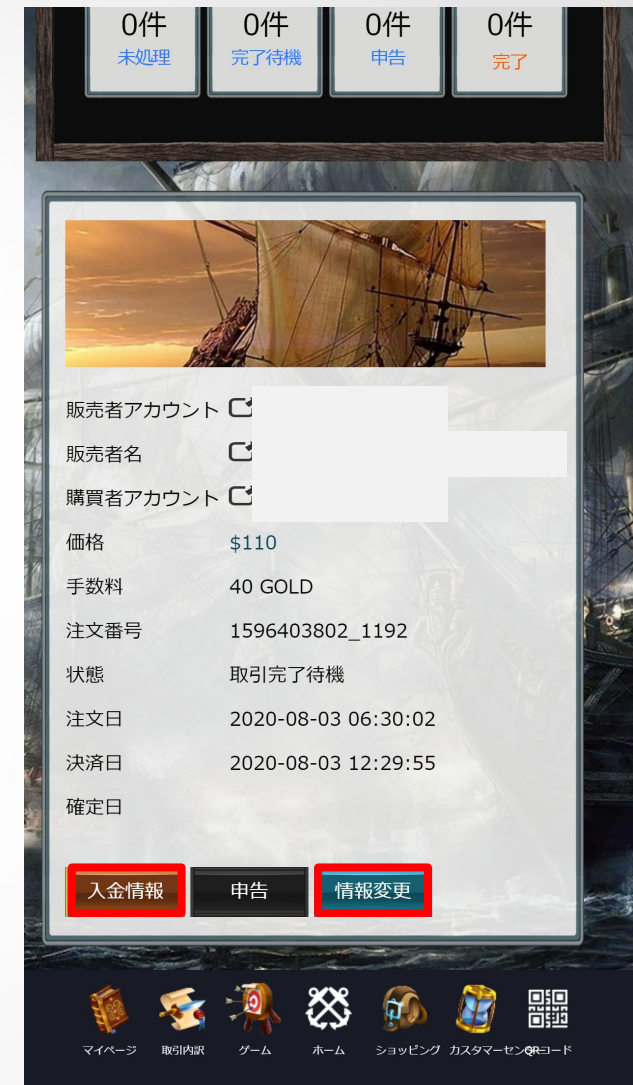 0件 0件 0件 0件
未処理 完了待機 申告 完了
販売者アカウント
販売者名
購買者アカウント
価格 $110
手数料 40 GOLD
注文番号 1596403802_1192
状態 取引完了待機
注文日 2020-08-03 06:30:02
決済日 2020-08-03 12:29:55
確定日
入金情報 申告 情報変更
マイページ 取引内訳 ゲーム ホーム ショッピング カスタマーセン QRコード